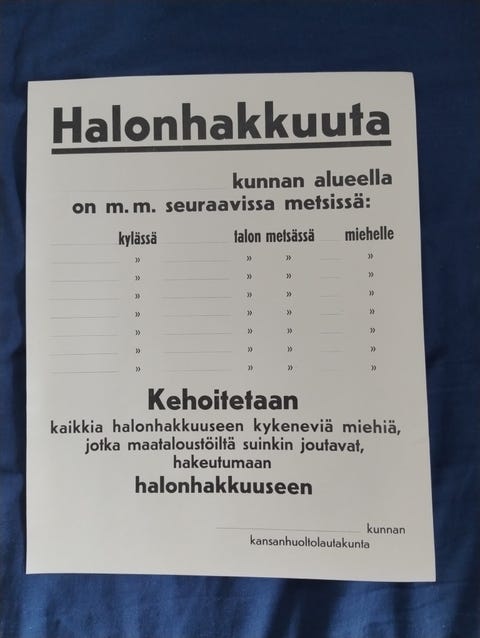 Halonhakkuuta
kunnan alueella
on m.m. seuraavissa metsissä:
kylässä talon metsässä miehelle
» » » »
» » » »
» » » »
» » » »
» » » »
» » » »
» » » »
Kehoitetaan
kaikkia halonhakkuuseen kykeneviä miehiä,
jotka maataloustöiltä suinkin joutavat,
hakeutumaan
halonhakkuuseen
kunnan
kansanhuoltolautakunta